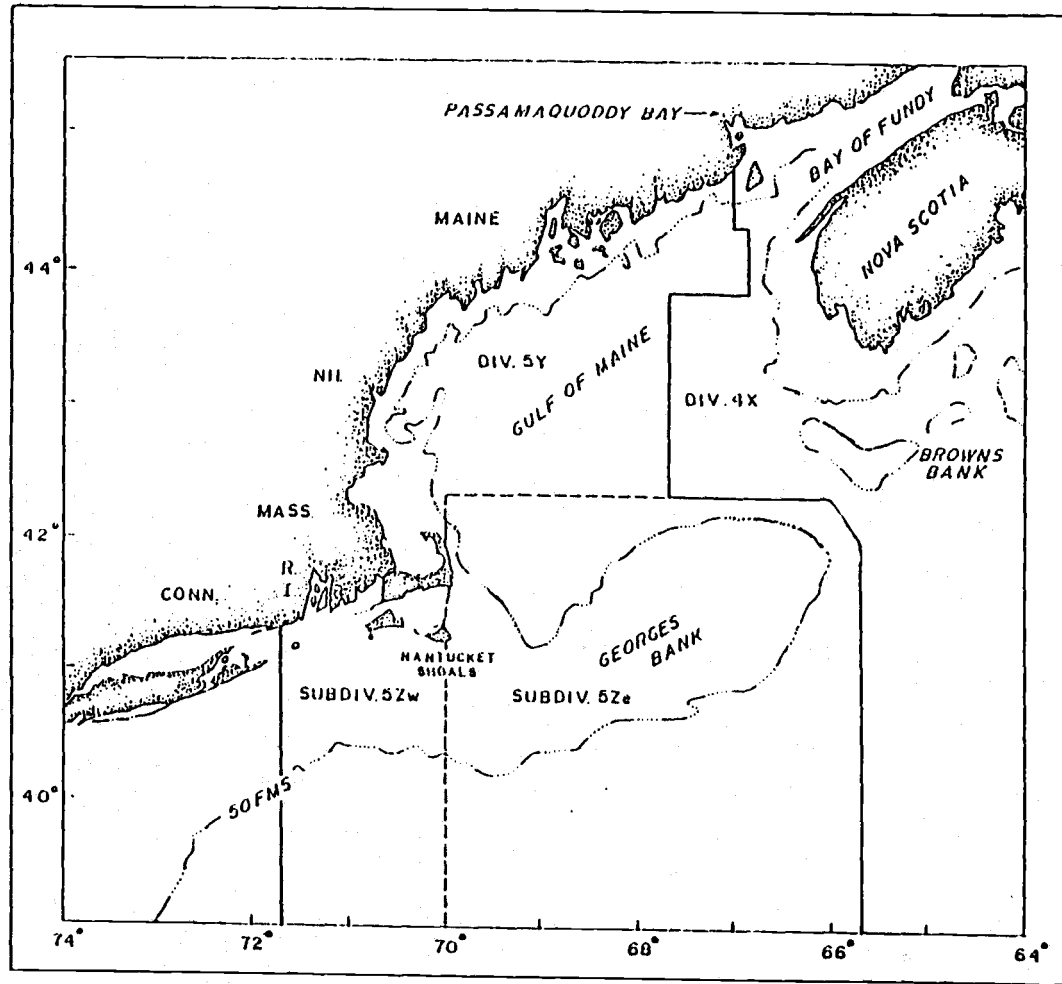 PASSAMAQUODDY BAY
BAY OF FUNDY
MAINE
NOVA SCOTIA
44°
DIV. 5Y
GULF OF MAINE
NH.
DIV. 4X
BROWNS
BANK
MASS.
42°
R
I
CONN.
GEORGES
BANK
NANTUCKET
SHOALS
SUBDIV. 5Zw
SUBDIV. 5Ze
50 FMS
40°
74°
72°
70°
68°
66°
64°